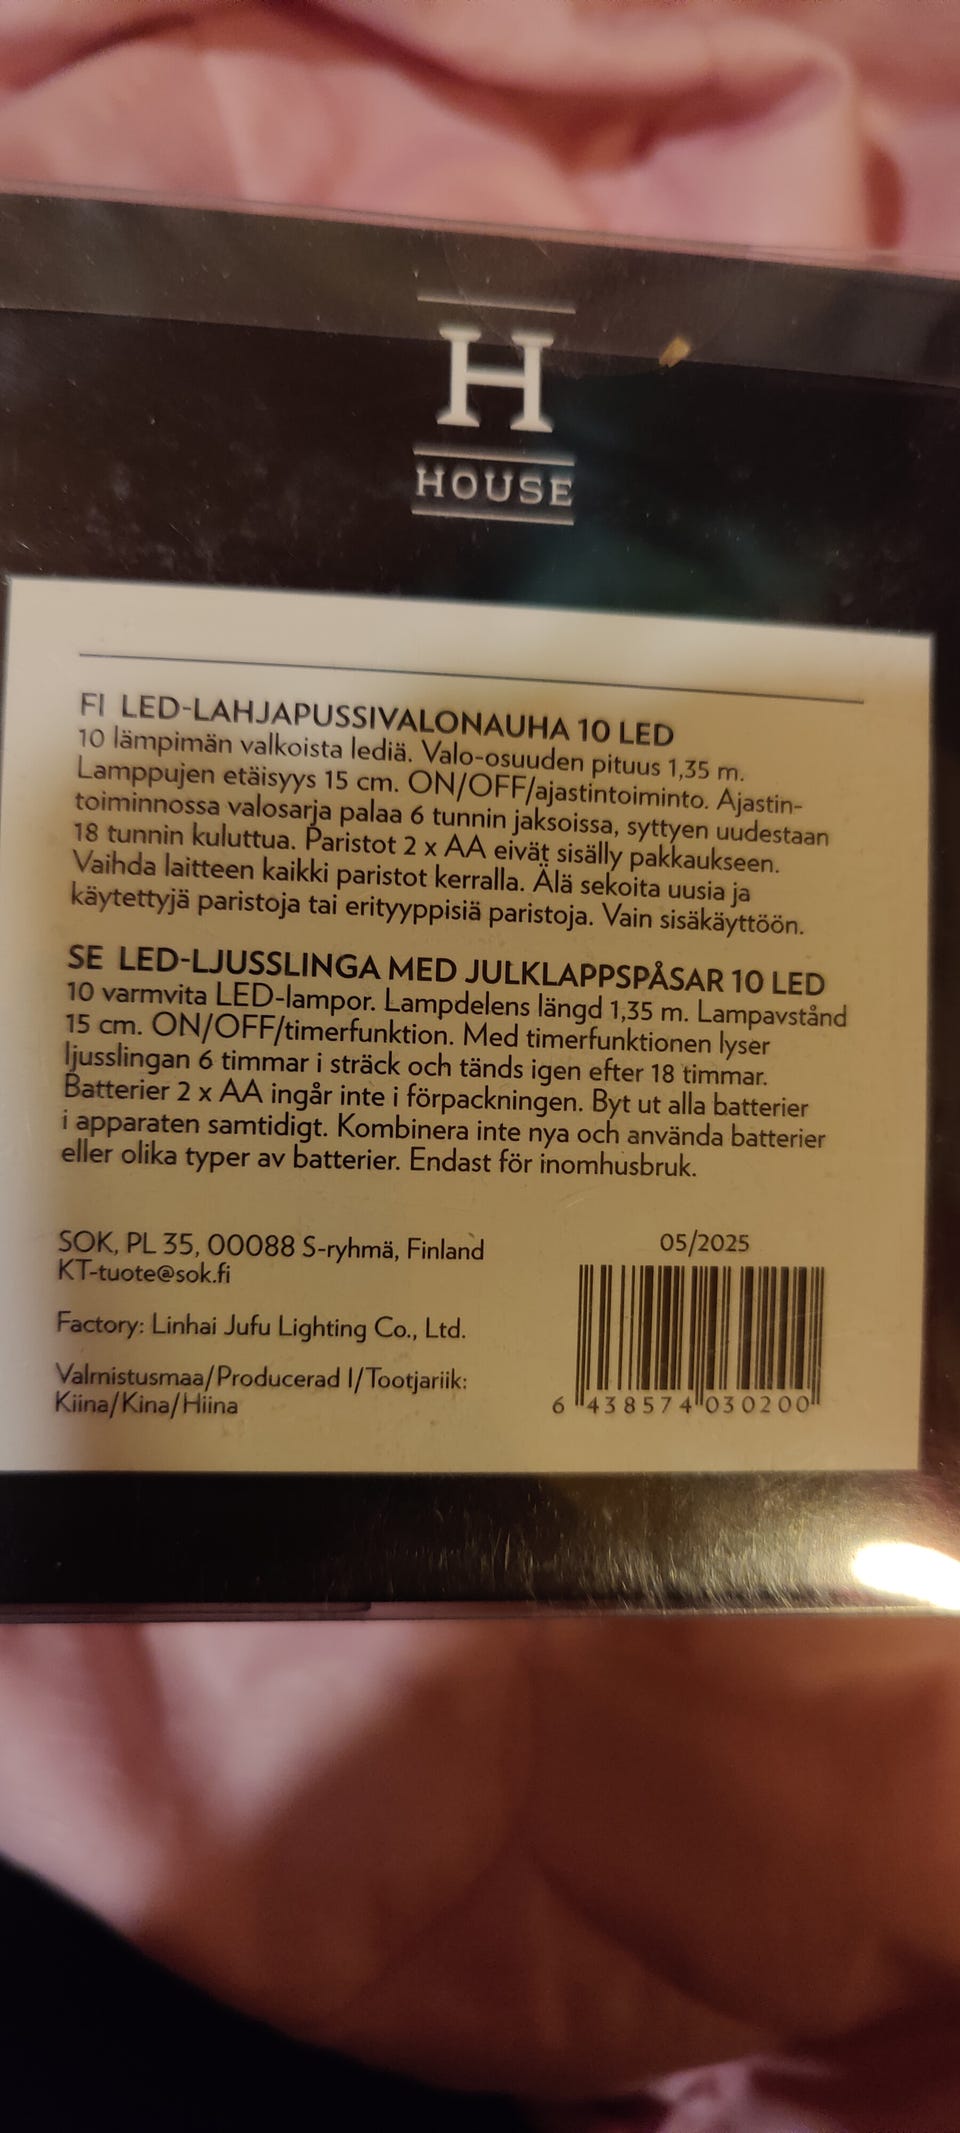 H
HOUSE
FI LED-LAHJAPUSSIVALONAUHA 10 LED
10 lämpimän valkoista lediä. Valo-osuuden pituus 1,35 m.
Lamppujen etäisyys 15 cm. ON/OFF/ajastintoiminto. Ajastin-
toiminnossa valosarja palaa 6 tunnin jaksoissa, syttyen uudestaan
18 tunnin kuluttua. Paristot 2 x AA eivät sisälly pakkaukseen.
Vaihda laitteen kaikki paristot kerralla. Älä sekoita uusia ja
käytettyjä paristoja tai erityyppisiä paristoja. Vain sisäkäyttöön.
SE LED-LJUSSLINGA MED JULKLAPPSPÅSAR 10 LED
10 varmvita LED-lampor. Lampdelens längd 1,35 m. Lampavstånd
15 cm. ON/OFF/timerfunktion. Med timerfunktionen lyser
ljusslingan 6 timmar i sträck och tänds igen efter 18 timmar.
Batterier 2 x AA ingår inte i förpackningen. Byt ut alla batterier
i apparaten samtidigt. Kombinera inte nya och använda batterier
eller olika typer av batterier. Endast för inomhusbruk.
SOK, PL 35, 00088 S-ryhmä, Finland
KT-tuote@sok.fi
Factory: Linhai Jufu Lighting Co., Ltd.
Valmistusmaa/Producerad I/Tootjariik:
Kiina/Kina/Hiina
05/2025
6 438574 030200